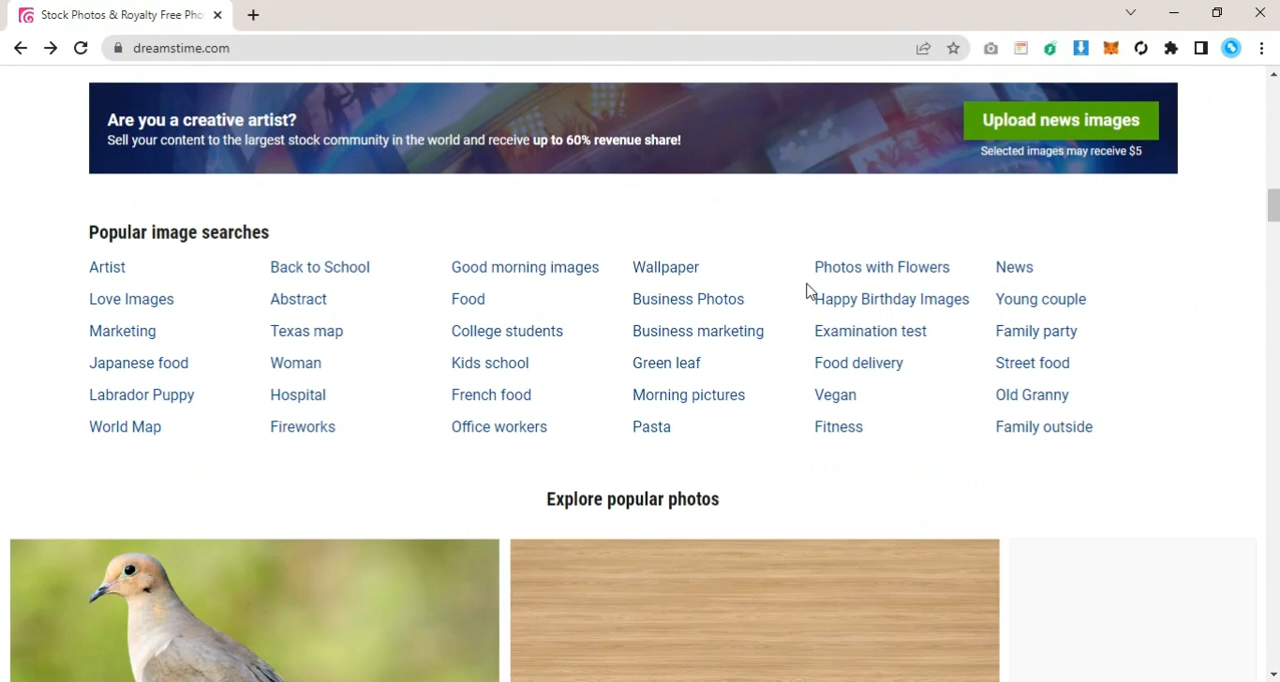 Stock Photos & Royalty Free Pho
dreamstime.com
Are you a creative artist?
Sell your content to the largest stock community in the world and receive up to 60% revenue share!
Upload news images
Selected images may receive $5
Popular image searches
Artist Back to School Good morning images Wallpaper Photos with Flowers News
Love Images Abstract Food Business Photos Happy Birthday Images Young couple
Marketing Texas map College students Business marketing Examination test Family party
Japanese food Woman Kids school Green leaf Food delivery Street food
Labrador Puppy Hospital French food Morning pictures Vegan Old Granny
World Map Fireworks Office workers Pasta Fitness Family outside
Explore popular photos